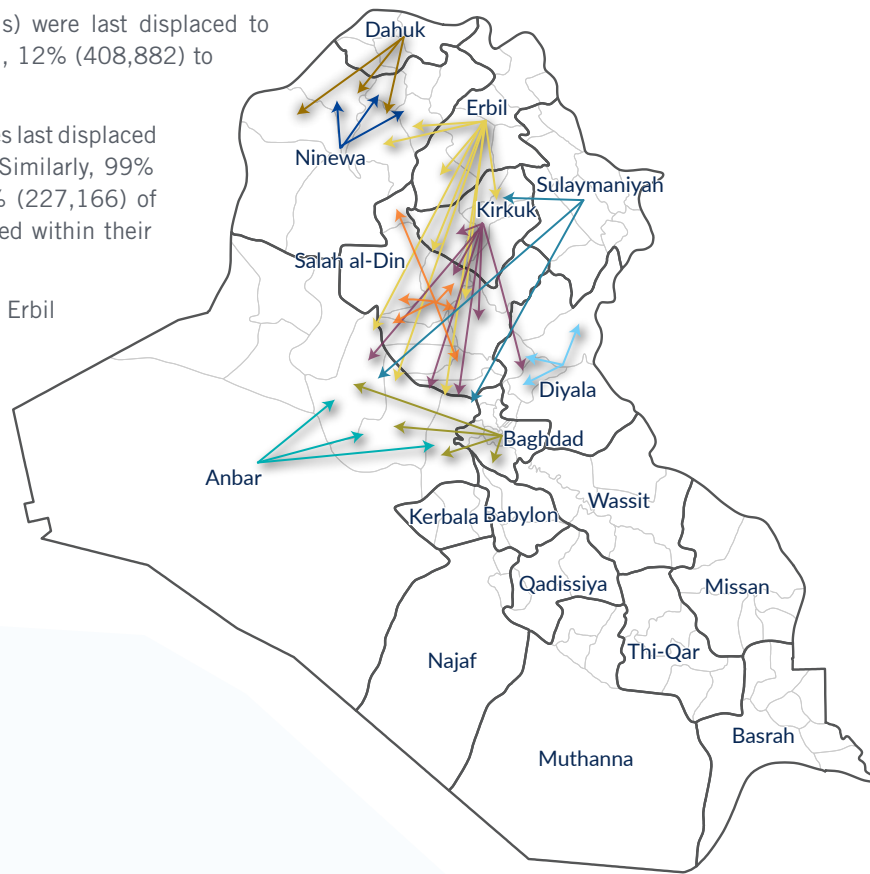 s) were last displaced to
, 12% (408,882) to
s last displaced
Similarly, 99%
% (227,166) of
ed within their
Erbil
Dahuk
Erbil
Ninewa
Sulaymaniyah
Kirkuk
Salah al-Din
Diyala
Baghdad
Anbar
Wassit
Kerbala
Babylon
Qadissiya
Missan
Thi-Qar
Najaf
Basrah
Muthanna